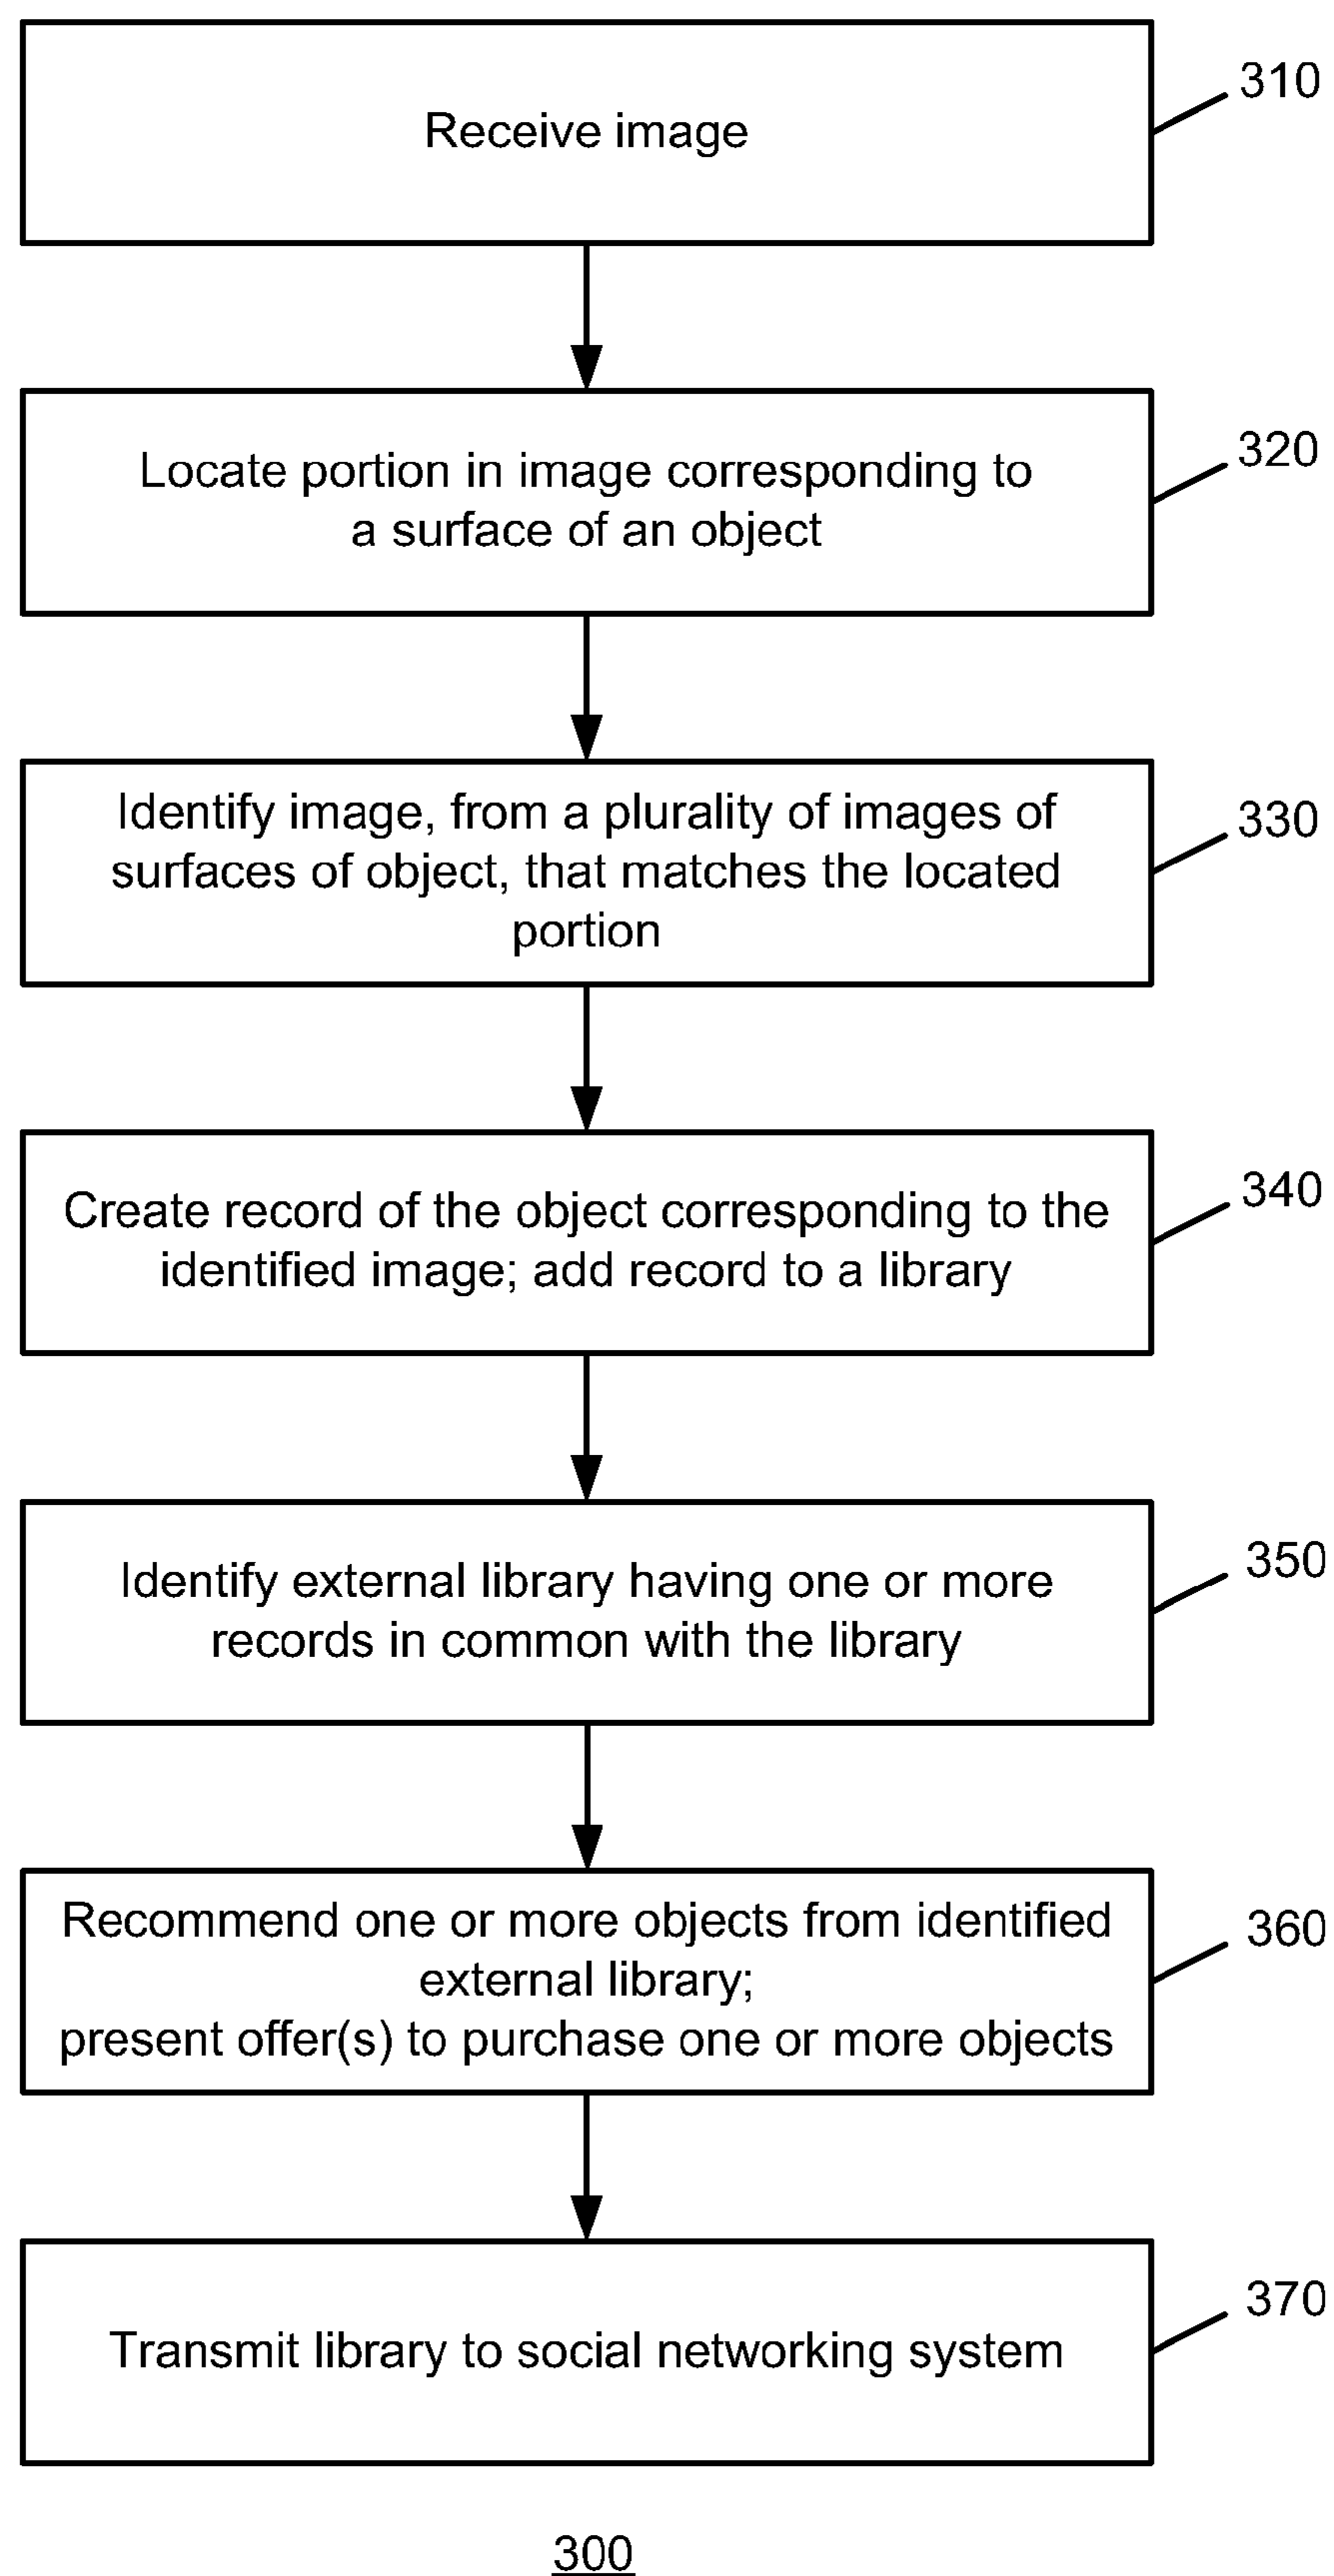 Receive image
310
Locate portion in image corresponding to
a surface of an object
320
Identify image, from a plurality of images of
surfaces of object, that matches the located
portion
330
Create record of the object corresponding to the
identified image; add record to a library
340
Identify external library having one or more
records in common with the library
350
Recommend one or more objects from identified
external library;
present offer(s) to purchase one or more objects
360
Transmit library to social networking system
370
300